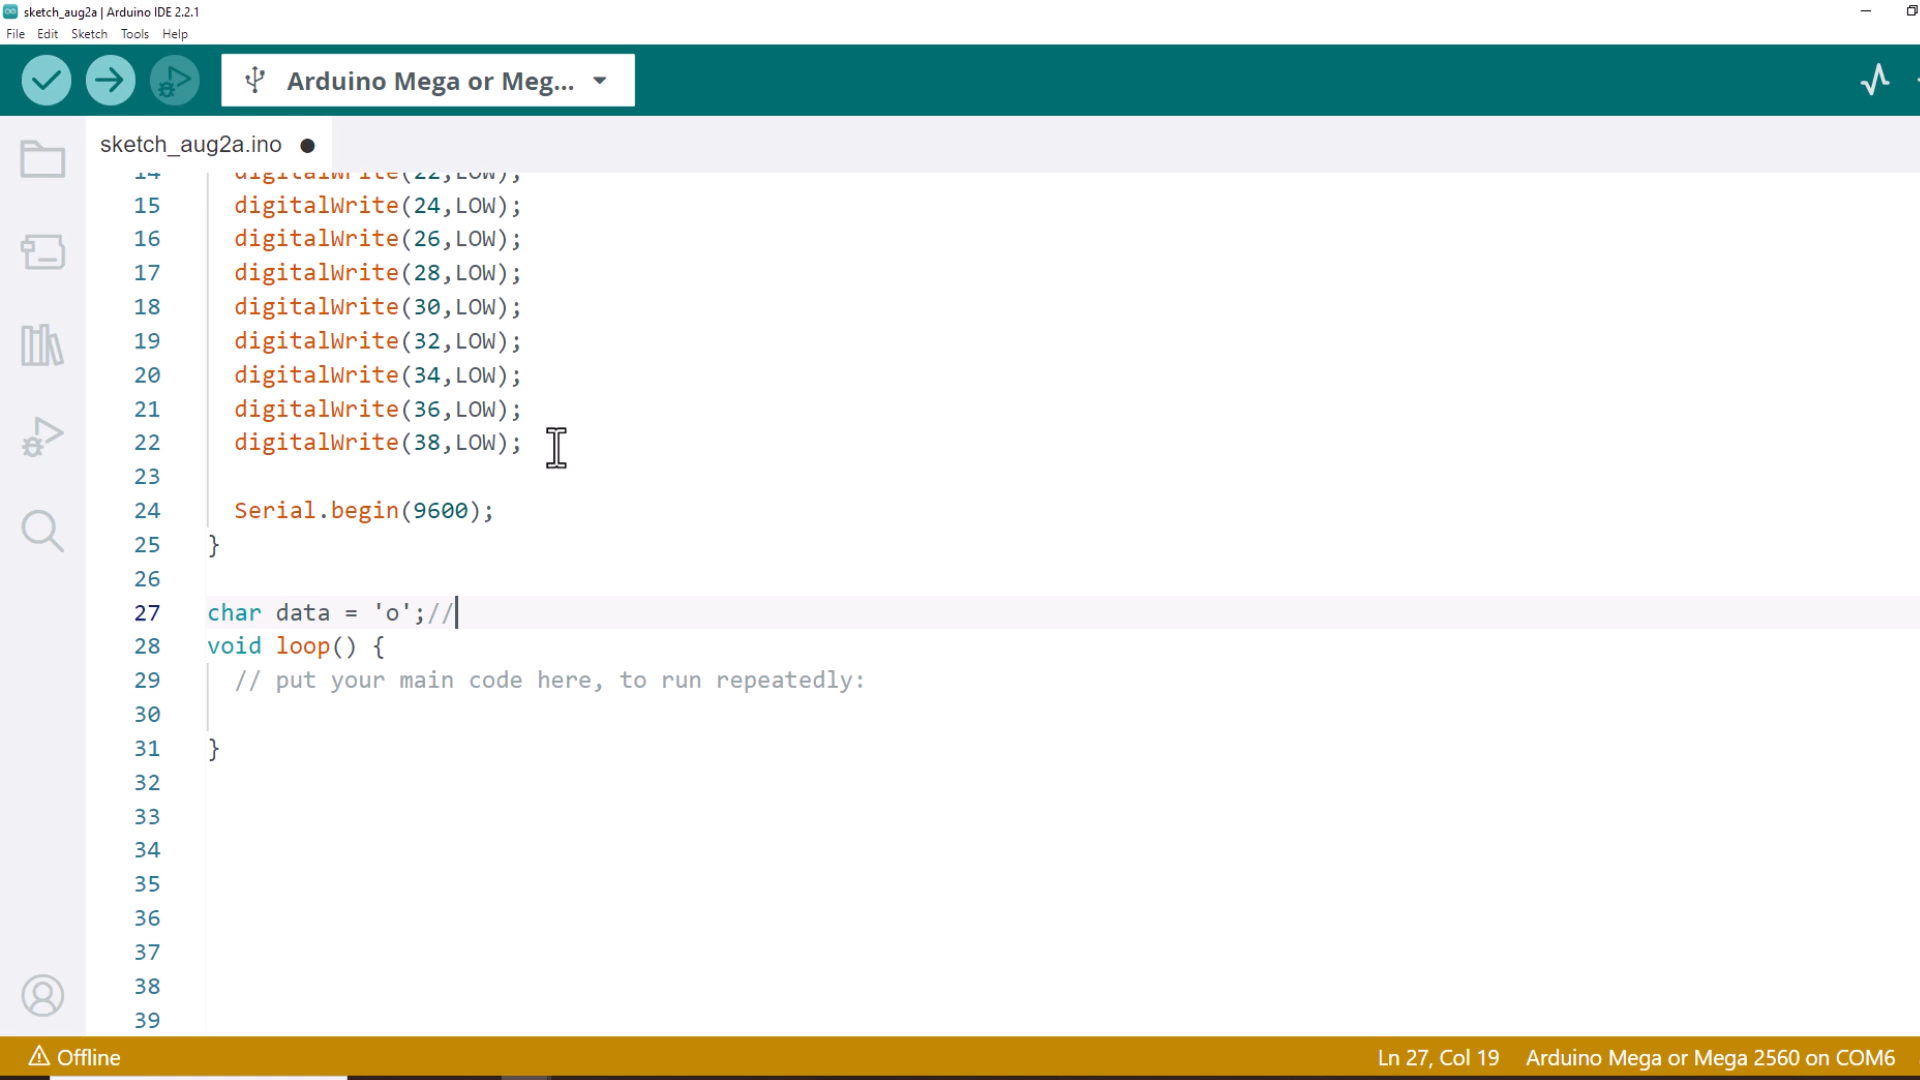 sketch_aug2a | Arduino IDE 2.2.1
File Edit Sketch Tools Help
Arduino Mega or Meg...
sketch_aug2a.ino
14 digitalWrite(22,LOW);
15 digitalWrite(24,LOW);
16 digitalWrite(26,LOW);
17 digitalWrite(28,LOW);
18 digitalWrite(30,LOW);
19 digitalWrite(32,LOW);
20 digitalWrite(34,LOW);
21 digitalWrite(36,LOW);
22 digitalWrite(38,LOW);
23
24 Serial.begin(9600);
25 }
26
27 char data = 'o';//
28 void loop() {
29 // put your main code here, to run repeatedly:
30
31 }
32
33
34
35
36
37
38
39
Offline
Ln 27, Col 19 Arduino Mega or Mega 2560 on COM6